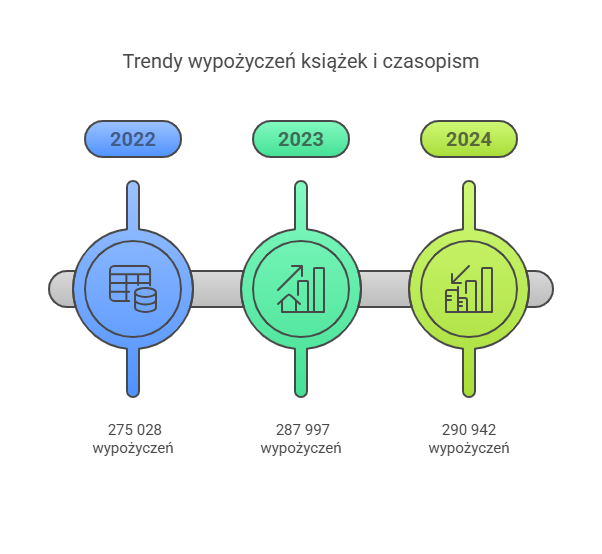 Trendy wypożyczeń książek i czasopism
2022
2023
2024
275 028
wypożyczeń
287 997
wypożyczeń
290 942
wypożyczeń